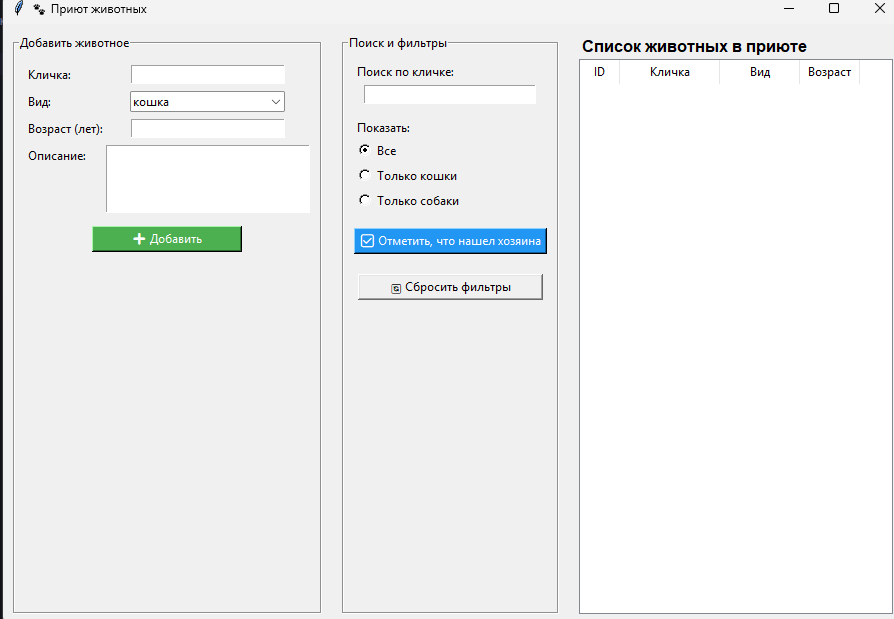 Приют животных
Добавить животное
Кличка:
Вид:
кошка
Возраст (лет):
Описание:
Добавить
Поиск и фильтры
Поиск по кличке:
Показать:
Все
Только кошки
Только собаки
Отметить, что нашел хозяина
Сбросить фильтры
Список животных в приюте
ID Кличка Вид Возраст